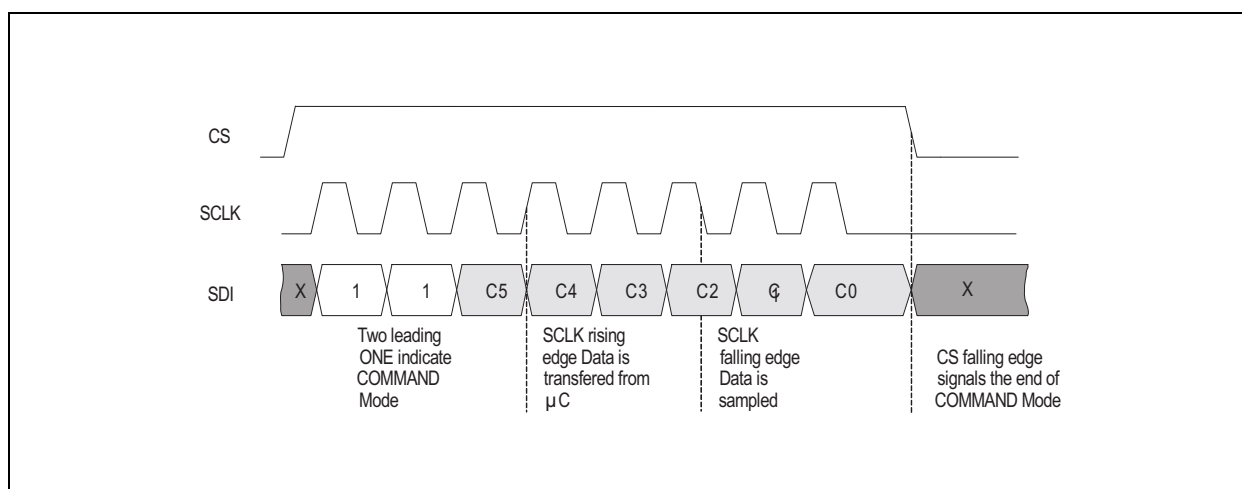 CS
SCLK
SDI
X 1 1 C5 C4 C3 C2 C1 C0 X
Two leading
ONE indicate
COMMAND
Mode
SCLK rising
edge Data is
transfered from
µC
SCLK
falling edge
Data is
sampled
CS falling edge
signals the end of
COMMAND Mode